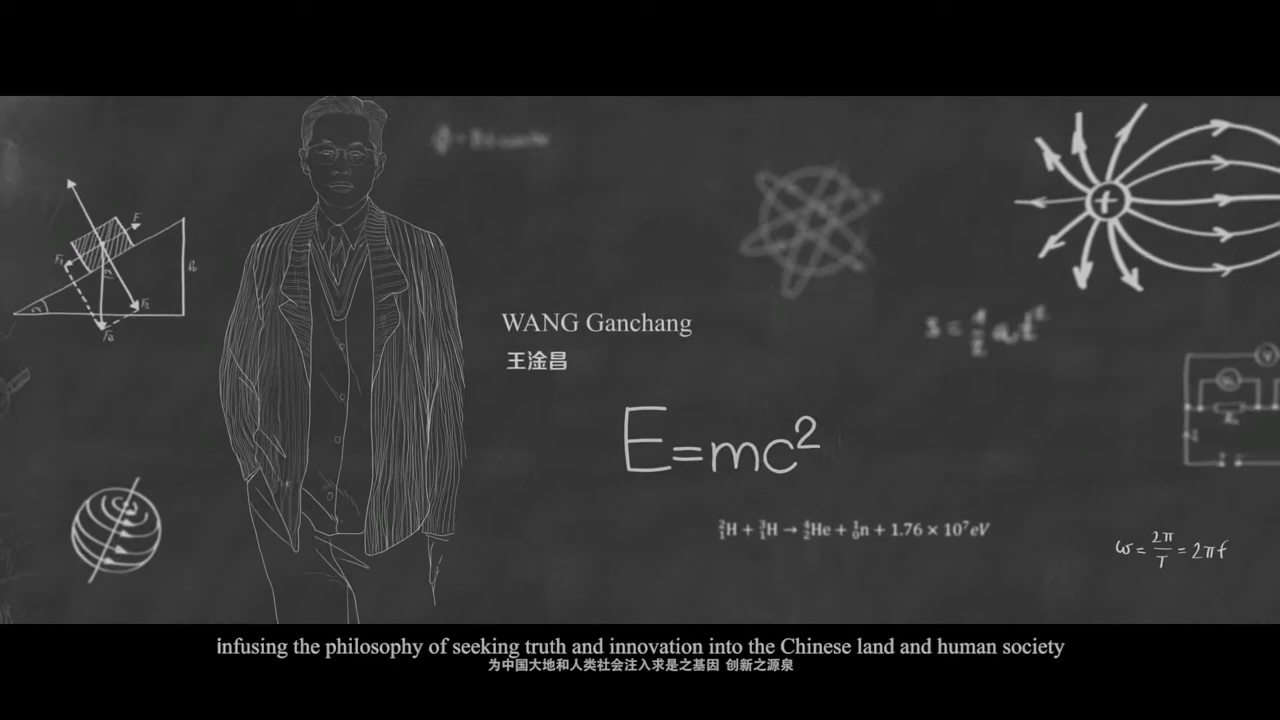 WANG Ganchang
王淦昌
E=mc²
²₁H + ³₁H → ⁴₂He + ¹₀n + 1.76 × 10⁷eV
ω = 2π/T = 2πf
F
F₁
F₂
infusing the philosophy of seeking truth and innovation into the Chinese land and human society
为中国大地和人类社会注入求是之基因 创新之源泉